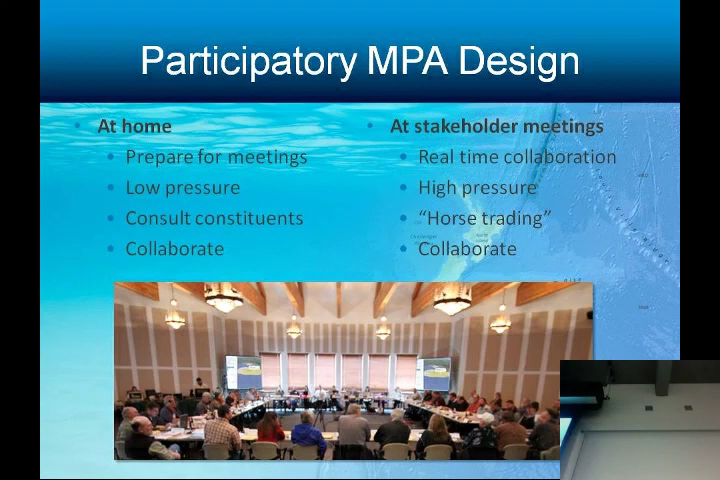 Participatory MPA Design
At home
Prepare for meetings
Low pressure
Consult constituents
Collaborate
At stakeholder meetings
Real time collaboration
High pressure
“Horse trading”
Collaborate